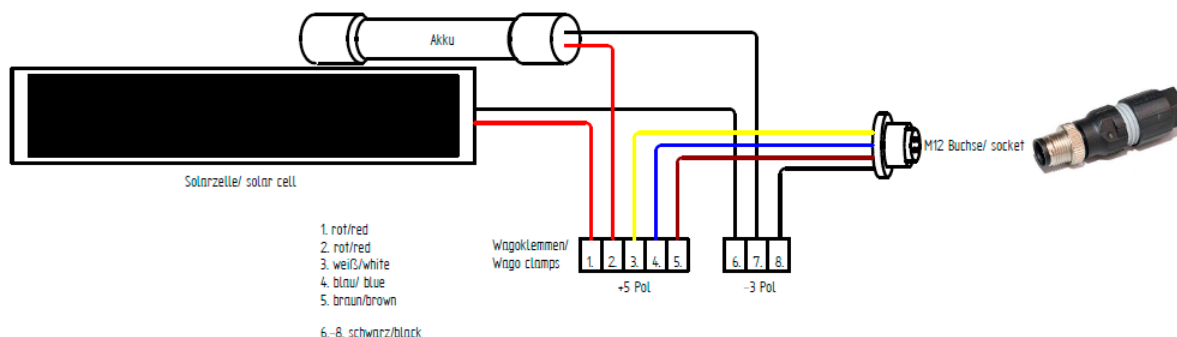 Akku
M12 Buchse/ socket
Solarzelle/ solar cell
1. rot/red
2. rot/red
3. weiß/white
4. blau/ blue
5. braun/brown
6.-8. schwarz/black
Wagoklemmen/
Wago clamps
1. 2. 3. 4. 5.
6. 7. 8.
+5 Pol
-3 Pol